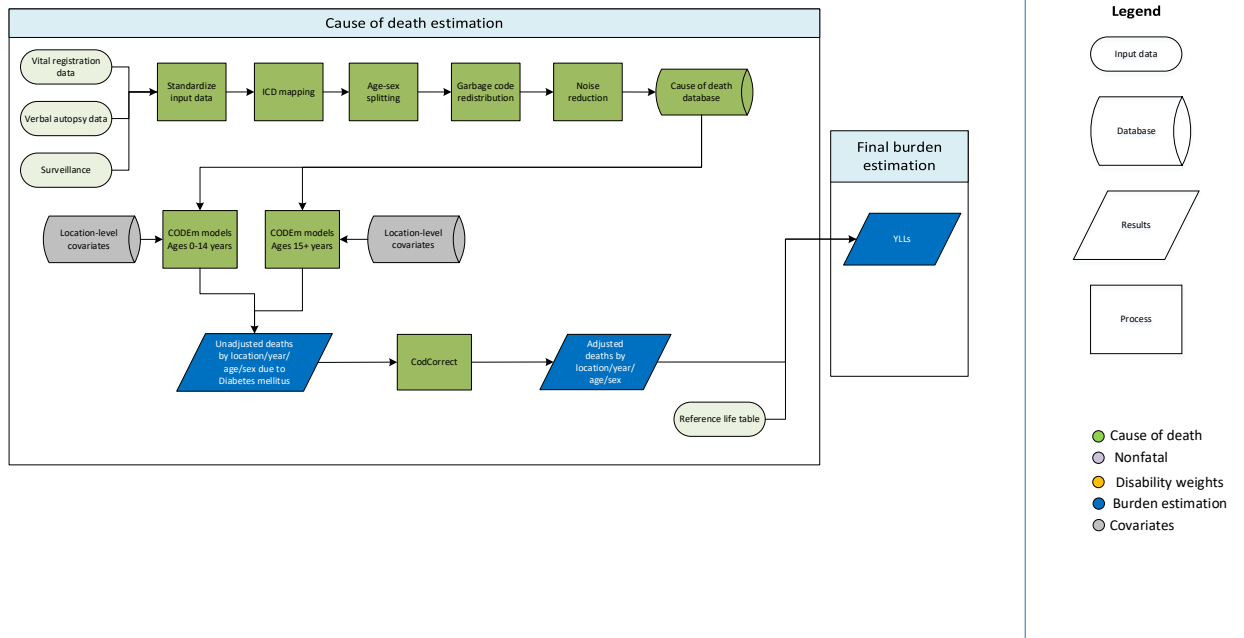 Cause of death estimation
Vital registration
data
Verbal autopsy data
Surveillance
Standardize
input data
ICD mapping
Age-sex
splitting
Garbage code
redistribution
Noise
reduction
Cause of death
database
Location-level
covariates
CODEm models
Ages 0-14 years
CODEm models
Ages 15+ years
Location-level
covariates
Unadjusted deaths
by location/year/
age/sex due to
Diabetes mellitus
CodCorrect
Adjusted
deaths by
location/year/
age/sex
Reference life table
Final burden
estimation
YLLs
Legend
Input data
Database
Results
Process
Cause of death
Nonfatal
Disability weights
Burden estimation
Covariates